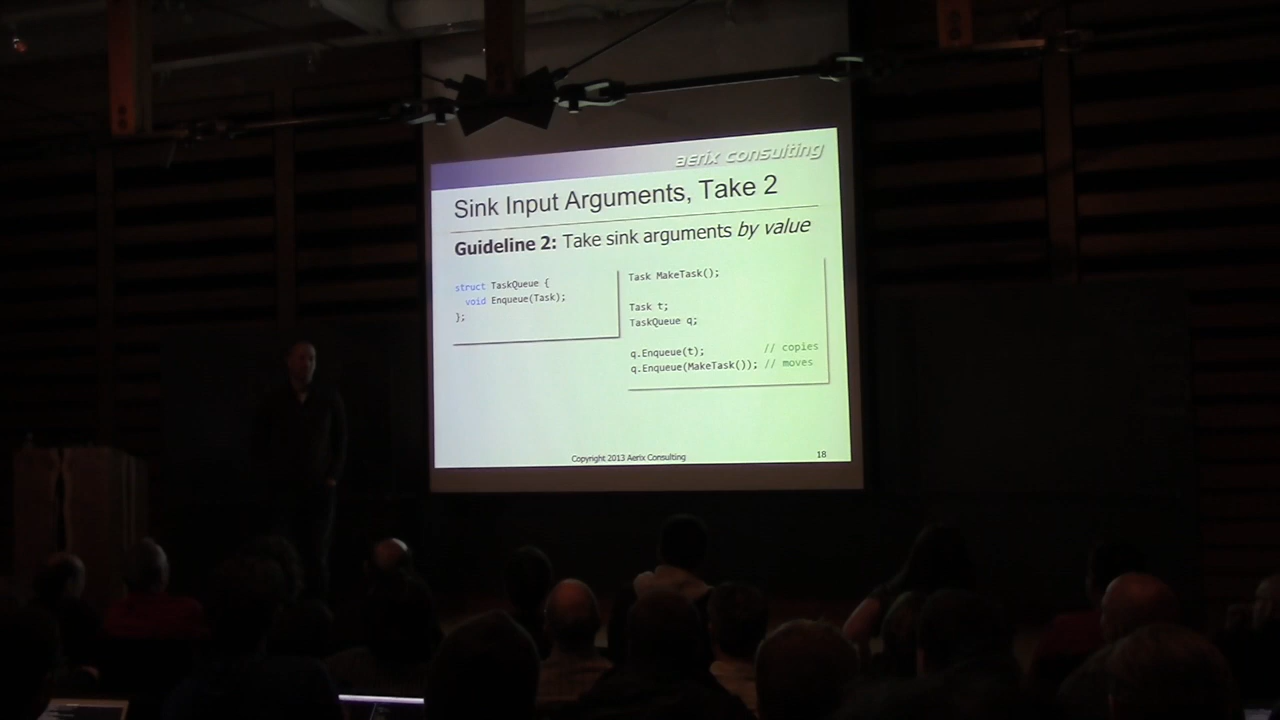 aerix consulting
Sink Input Arguments, Take 2
Guideline 2: Take sink arguments by value
struct TaskQueue {
  void Enqueue(Task);
};
Task MakeTask();
Task t;
TaskQueue q;
q.Enqueue(t);          // copies
q.Enqueue(MakeTask()); // moves
Copyright 2013 Aerix Consulting
18